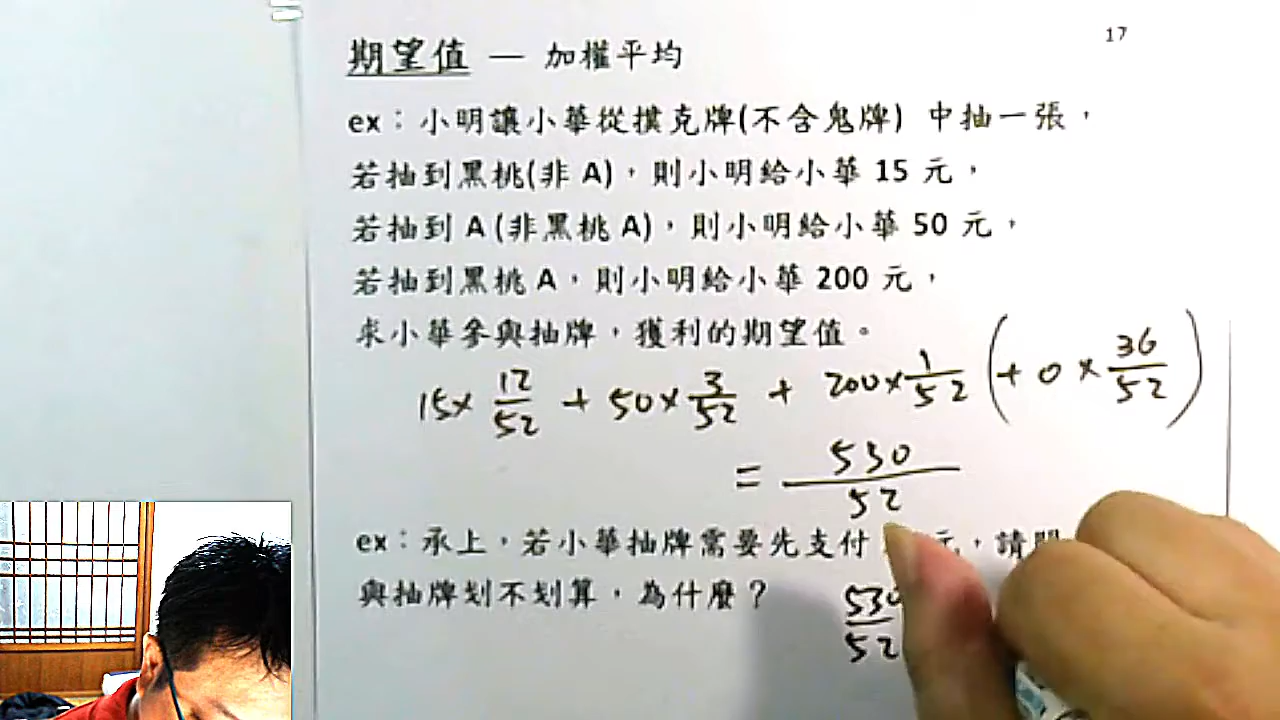 17
期望值 — 加權平均
ex：小明讓小華從撲克牌(不含鬼牌) 中抽一張，
若抽到黑桃(非 A)，則小明給小華 15 元，
若抽到 A (非黑桃 A)，則小明給小華 50 元，
若抽到黑桃 A，則小明給小華 200 元，
求小華參與抽牌，獲利的期望值。
15× 12/52 + 50× 3/52 + 200× 1/52 (+ 0 × 36/52)
= 530/52
ex：承上，若小華抽牌需要先支付 元，請問
與抽牌划不划算，為什麼？
530/52